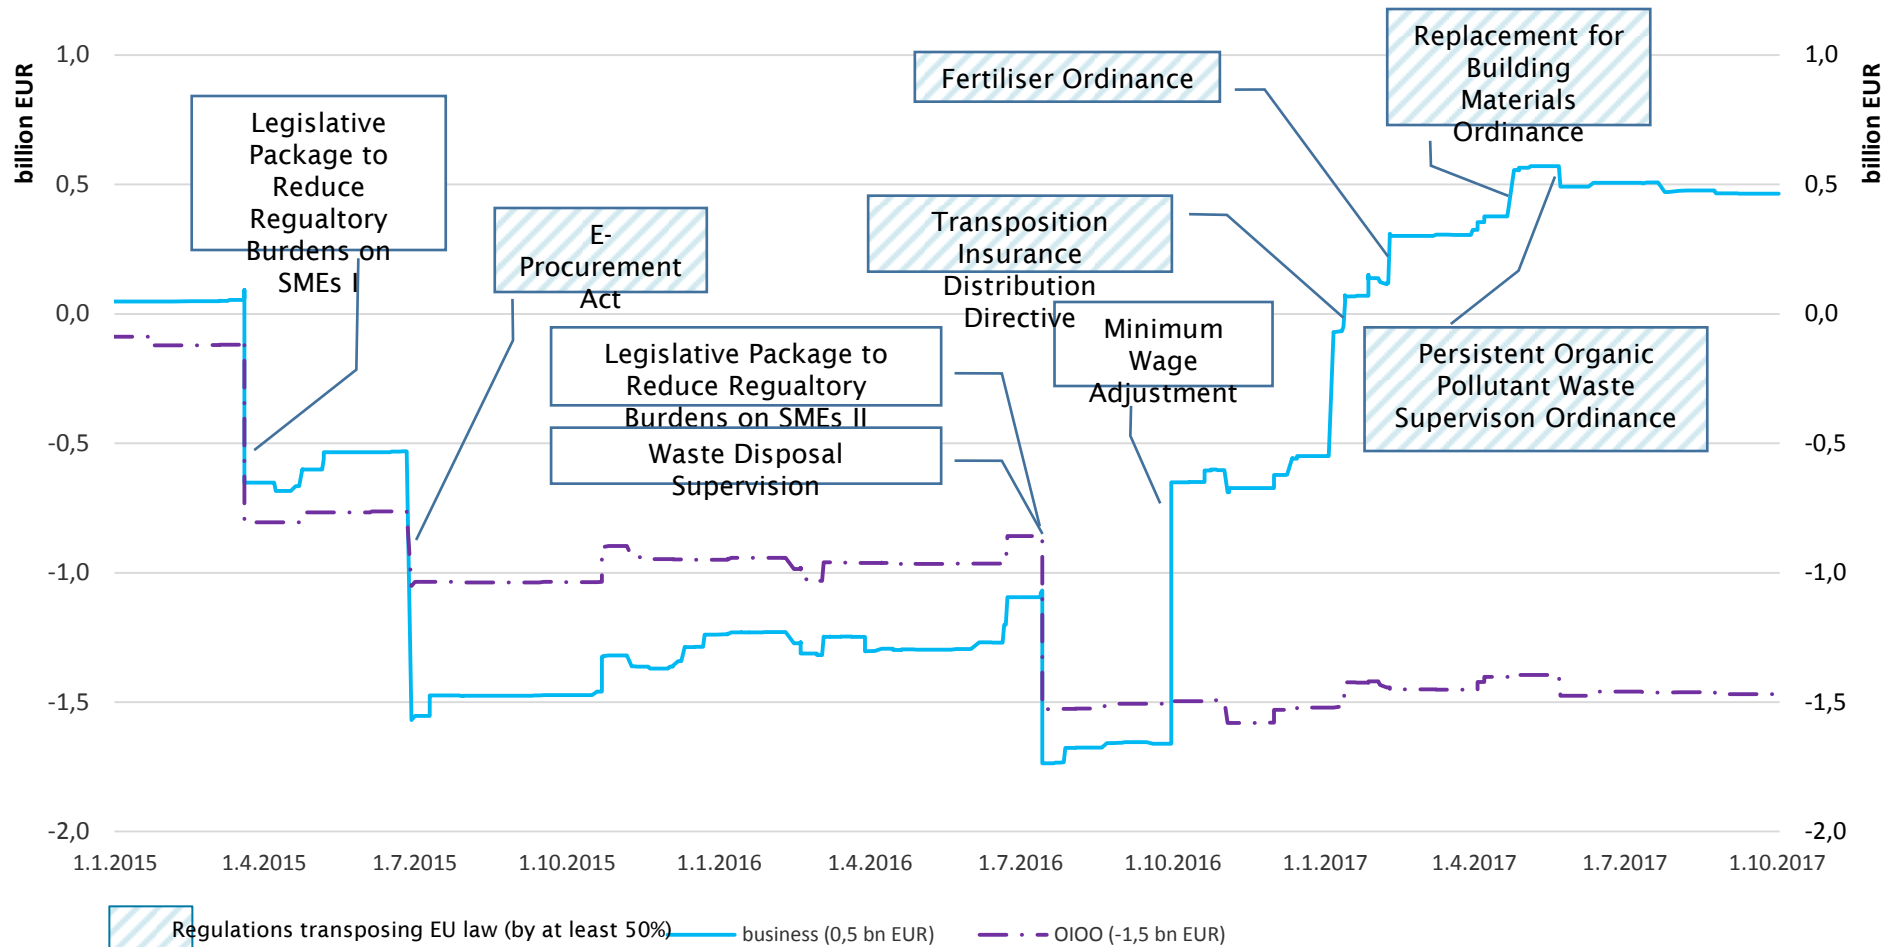 1,0
0,5
0,0
-0,5
-1,0
-1,5
-2,0
billion EUR
Legislative
Package to
Reduce
Regualtory
Burdens on
SMEs I
E-
Procurement
Act
Legislative Package to
Reduce Regualtory
Burdens on SMEs II
Waste Disposal
Supervision
Fertiliser Ordinance
Transposition
Insurance
Distribution
Directive
Minimum
Wage
Adjustment
Replacement for
Building
Materials
Ordinance
Persistent Organic
Pollutant Waste
Supervison Ordinance
1,0
0,5
0,0
-0,5
-1,0
-1,5
-2,0
billion EUR
1.1.2015 1.4.2015 1.7.2015 1.10.2015 1.1.2016 1.4.2016 1.7.2016 1.10.2016 1.1.2017 1.4.2017 1.7.2017 1.10.2017
Regulations transposing EU law (by at least 50%) business (0,5 bn EUR) OIOO (-1,5 bn EUR)